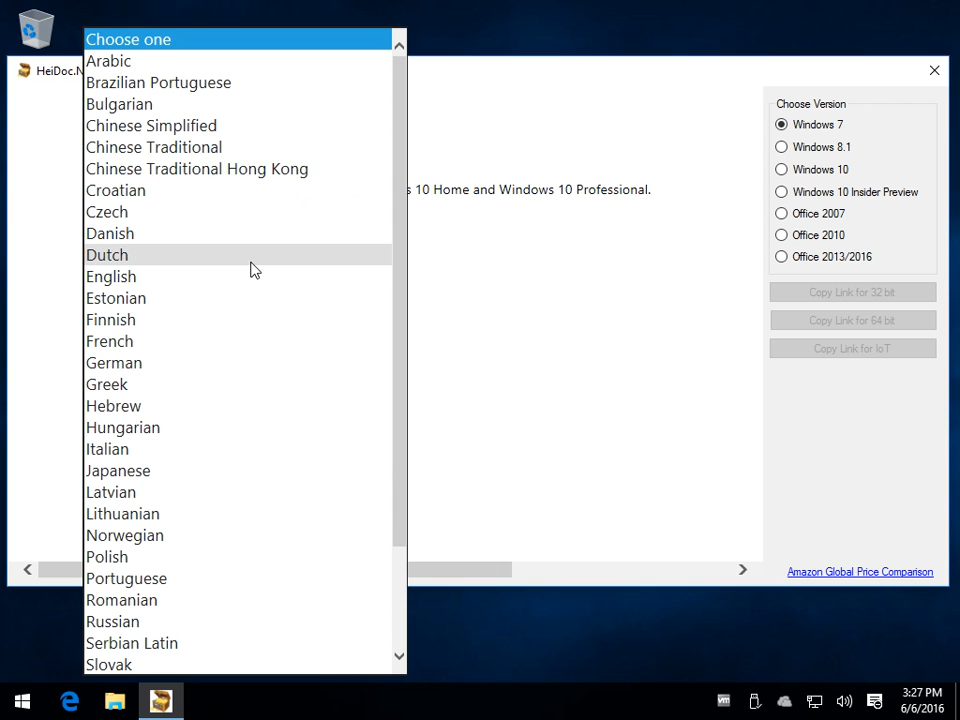 Choose one
Arabic
Brazilian Portuguese
Bulgarian
Chinese Simplified
Chinese Traditional
Chinese Traditional Hong Kong
Croatian
Czech
Danish
Dutch
English
Estonian
Finnish
French
German
Greek
Hebrew
Hungarian
Italian
Japanese
Latvian
Lithuanian
Norwegian
Polish
Portuguese
Romanian
Russian
Serbian Latin
Slovak
HeiDoc.N
s 10 Home and Windows 10 Professional.
Choose Version
Windows 7
Windows 8.1
Windows 10
Windows 10 Insider Preview
Office 2007
Office 2010
Office 2013/2016
Copy Link for 32 bit
Copy Link for 64 bit
Copy Link for IoT
Amazon Global Price Comparison
vm
3:27 PM
6/6/2016